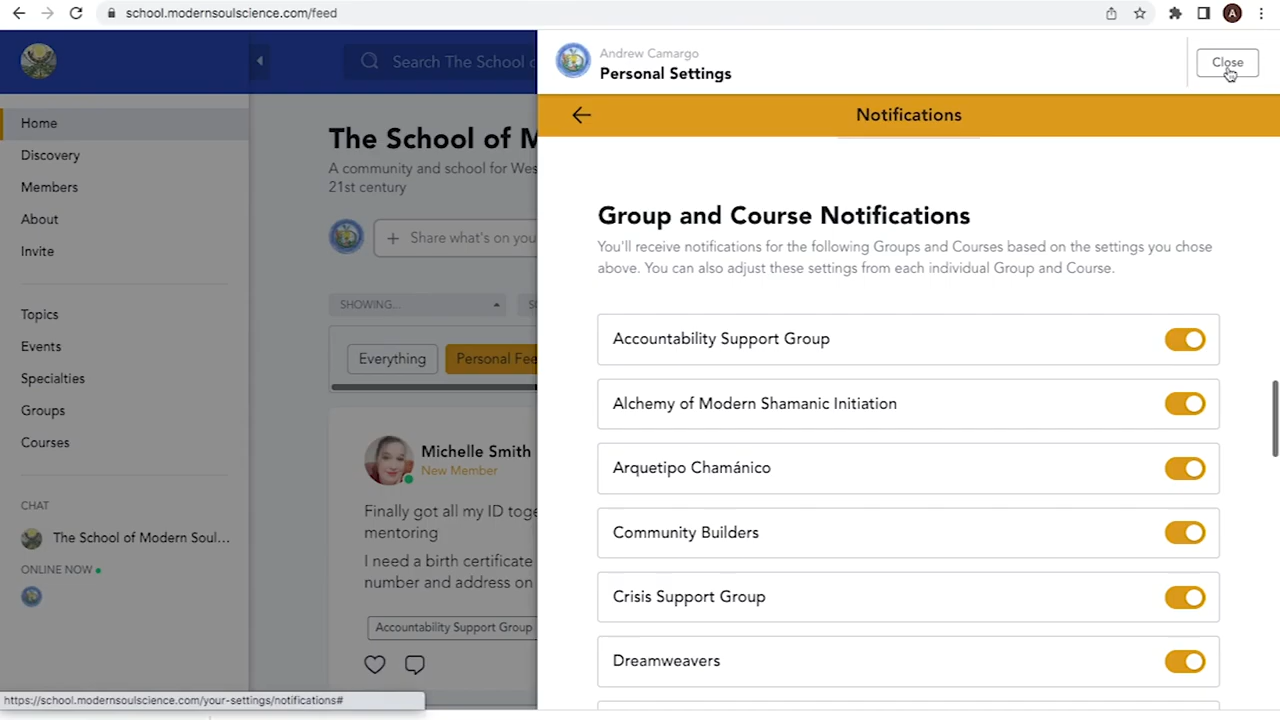 school.modernsoulscience.com/feed
A
Search The School o
Andrew Camargo
Personal Settings
Close
Notifications
Home
Discovery
Members
About
Invite
Topics
Events
Specialties
Groups
Courses
CHAT
The School of Modern Soul...
ONLINE NOW
https://school.modernsoulscience.com/your-settings/notifications#
The School of M
A community and school for Wes
21st century
+ Share what's on you
SHOWING...
Everything
Personal Fee
Michelle Smith
New Member
Finally got all my ID toge
mentoring
I need a birth certificate
number and address on
Accountability Support Group
Group and Course Notifications
You'll receive notifications for the following Groups and Courses based on the settings you chose
above. You can also adjust these settings from each individual Group and Course.
Accountability Support Group
Alchemy of Modern Shamanic Initiation
Arquetipo Chamánico
Community Builders
Crisis Support Group
Dreamweavers